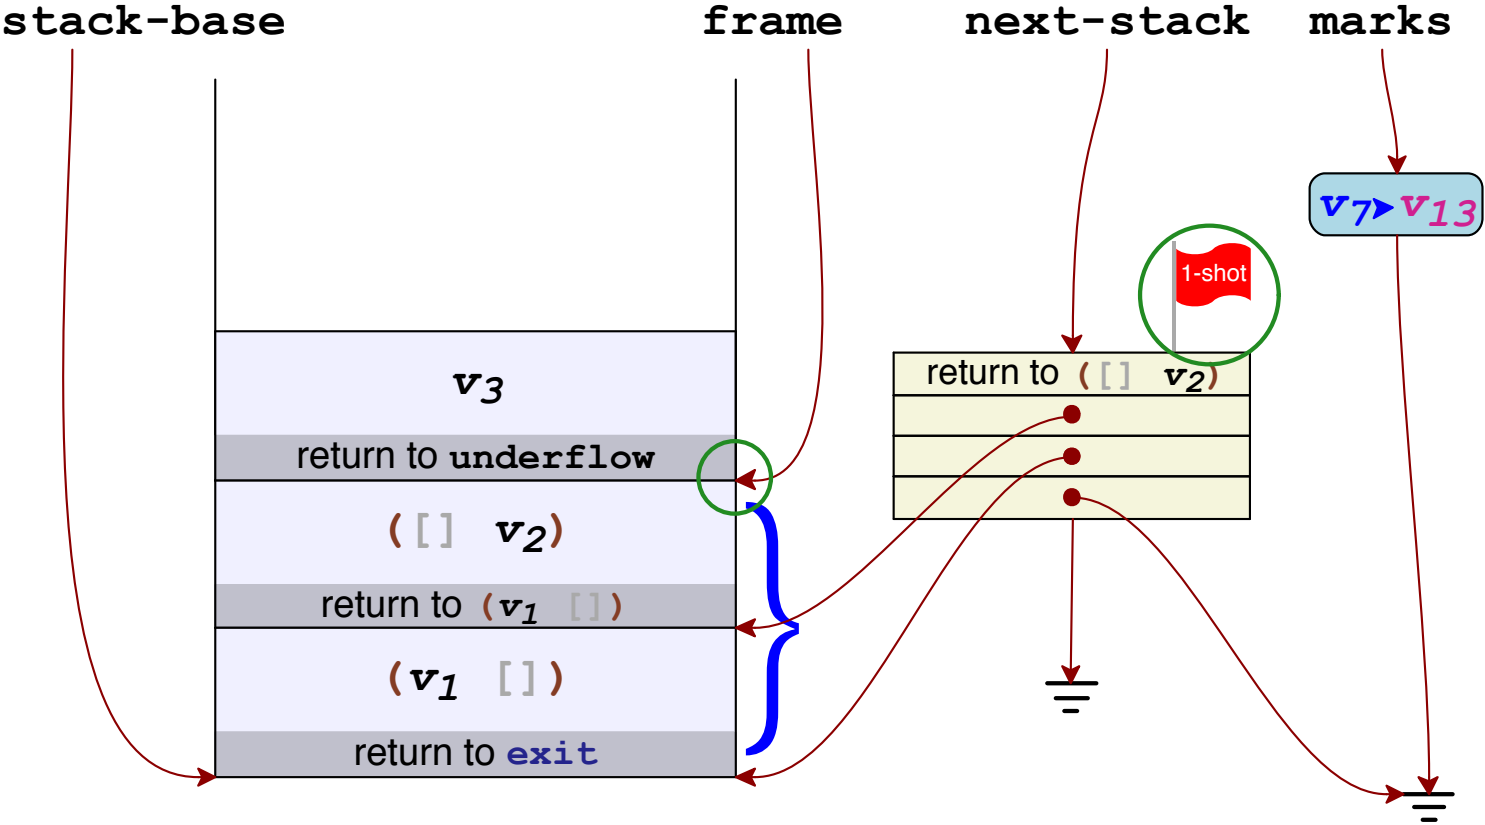 stack-base frame next-stack marks
v7➤v13
1-shot
v3
return to ([] v2)
return to underflow
([] v2)
return to (v1 [])
(v1 [])
return to exit